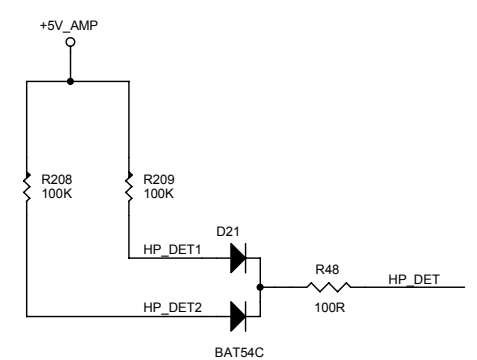 +5V_AMP
R208
100K
R209
100K
D21
HP_DET1
R48
HP_DET
HP_DET2
100R
BAT54C